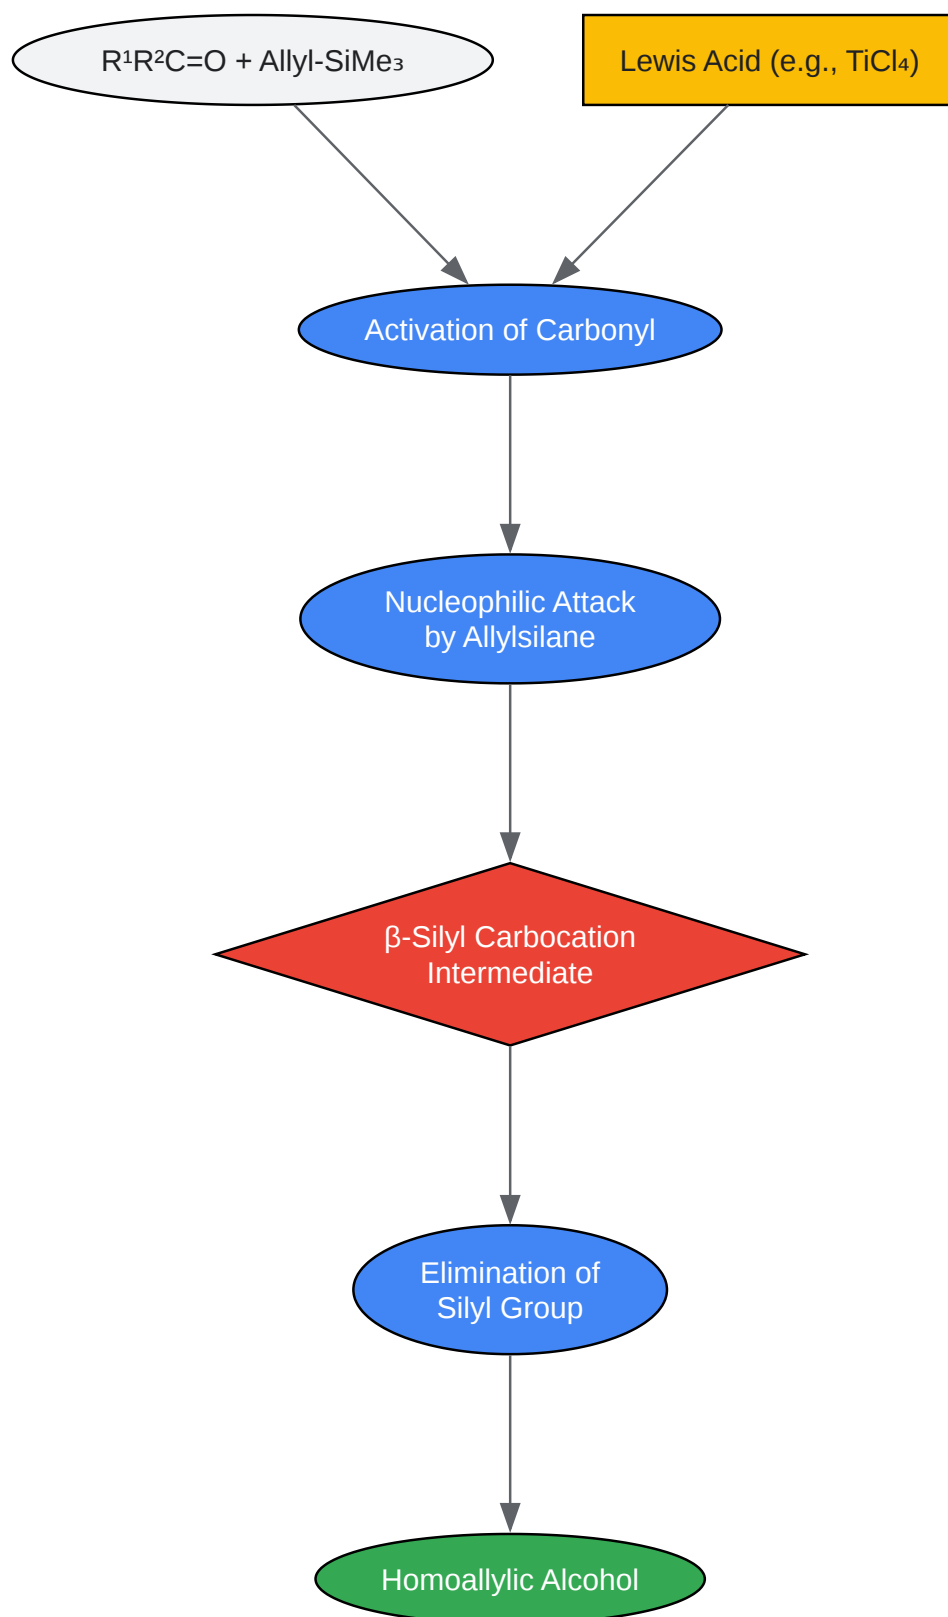 R¹R²C=O + Allyl-SiMe₃
Lewis Acid (e.g., TiCl₄)
Activation of Carbonyl
Nucleophilic Attack
by Allylsilane
β-Silyl Carbocation
Intermediate
Elimination of
Silyl Group
Homoallylic Alcohol